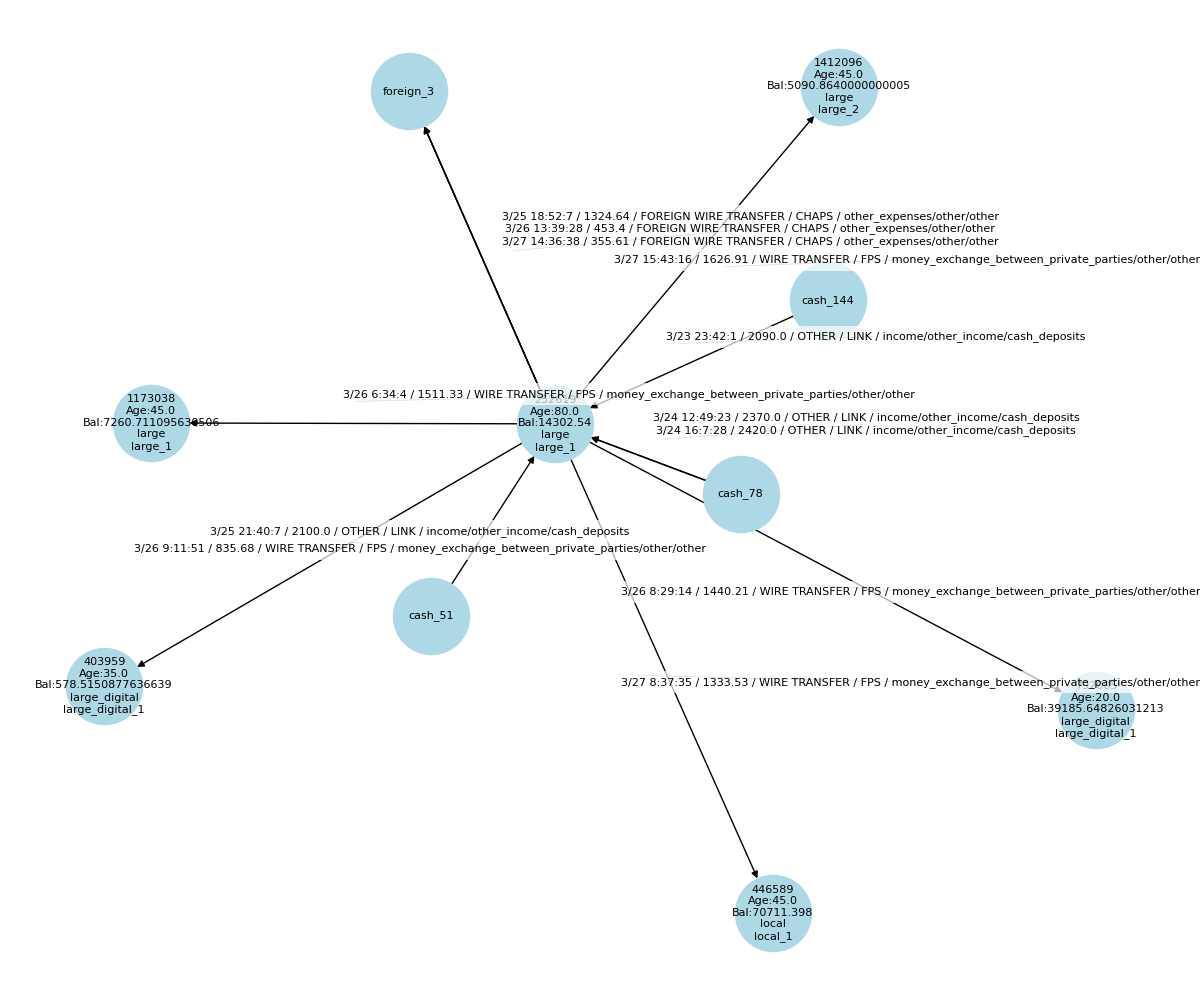 1412096
Age:45.0
Bal:5090.8640000000005
large
large_2
foreign_3
3/25 18:52:7 / 1324.64 / FOREIGN WIRE TRANSFER / CHAPS / other_expenses/other/other
3/26 13:39:28 / 453.4 / FOREIGN WIRE TRANSFER / CHAPS / other_expenses/other/other
3/27 14:36:38 / 355.61 / FOREIGN WIRE TRANSFER / CHAPS / other_expenses/other/other
3/27 15:43:16 / 1626.91 / WIRE TRANSFER / FPS / money_exchange_between_private_parties/other/other
cash_144
3/23 23:42:1 / 2090.0 / OTHER / LINK / income/other_income/cash_deposits
3/26 6:34:4 / 1511.33 / WIRE TRANSFER / FPS / money_exchange_between_private_parties/other/other
Age:80.0
Bal:14302.54
large
large_1
1173038
Age:45.0
large
large_1
3/24 12:49:23 / 2370.0 / OTHER / LINK / income/other_income/cash_deposits
3/24 16:7:28 / 2420.0 / OTHER / LINK / income/other_income/cash_deposits
cash_78
3/25 21:40:7 / 2100.0 / OTHER / LINK / income/other_income/cash_deposits
3/26 9:11:51 / 835.68 / WIRE TRANSFER / FPS / money_exchange_between_private_parties/other/other
3/26 8:29:14 / 1440.21 / WIRE TRANSFER / FPS / money_exchange_between_private_parties/other/other
cash_51
403959
Age:35.0
Bal:578.5150877636639
large_digital
large_digital_1
3/27 8:37:35 / 1333.53 / WIRE TRANSFER / FPS / money_exchange_between_private_parties/other/other
Age:20.0
Bal:39185.64826031213
large_digital
large_digital_1
446589
Age:45.0
Bal:70711.398
local
local_1